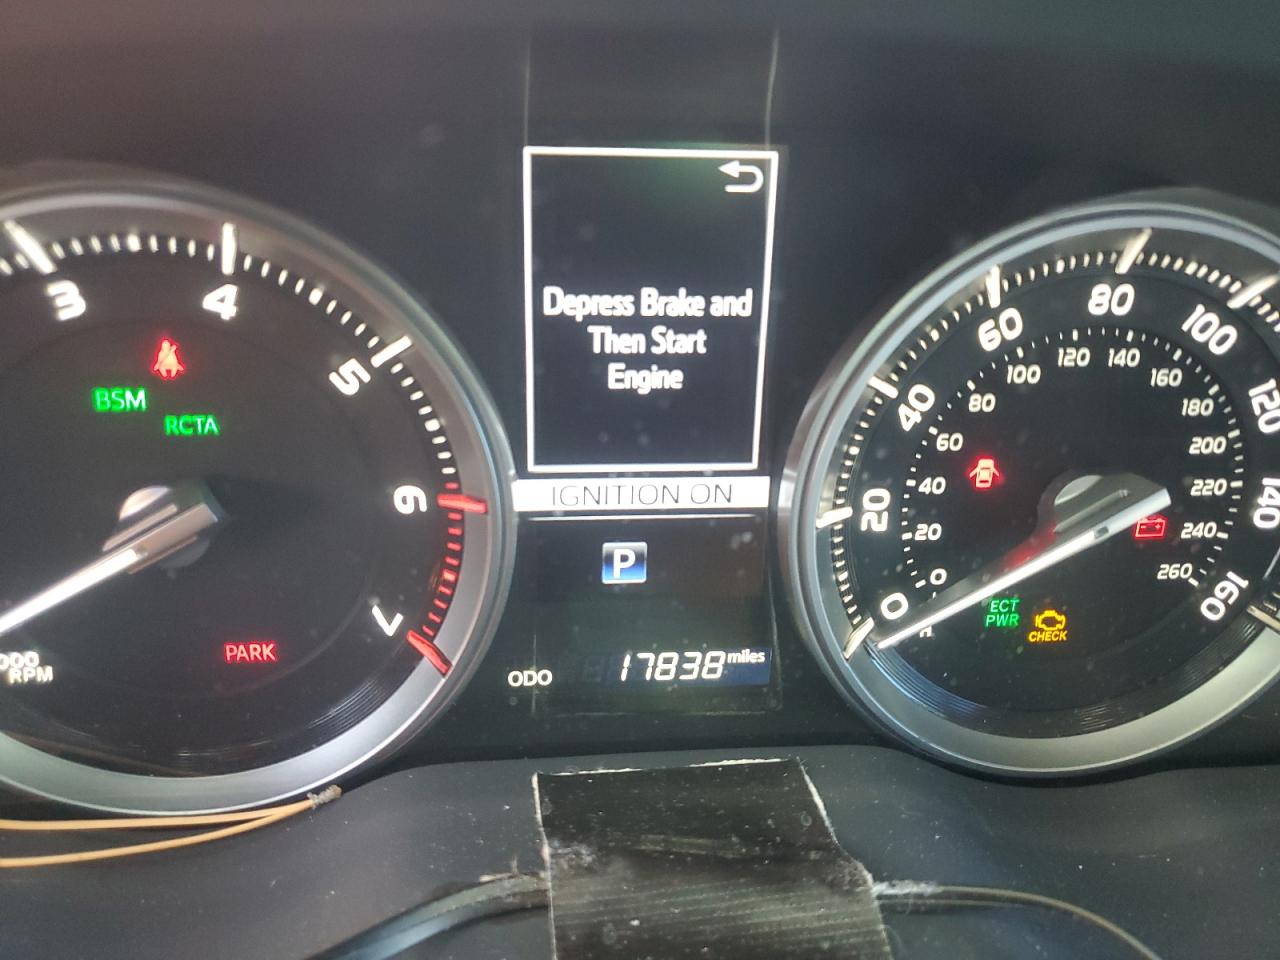 Depress Brake and
Then Start
Engine
IGNITION ON
P
ODO 17838 miles
3
4
5
6
7
BSM
RCTA
PARK
RPM
0
20
40
60
80
100
120
140
160
0
20
40
60
80
100
120
140
160
180
200
220
240
260
ECT
PWR
CHECK